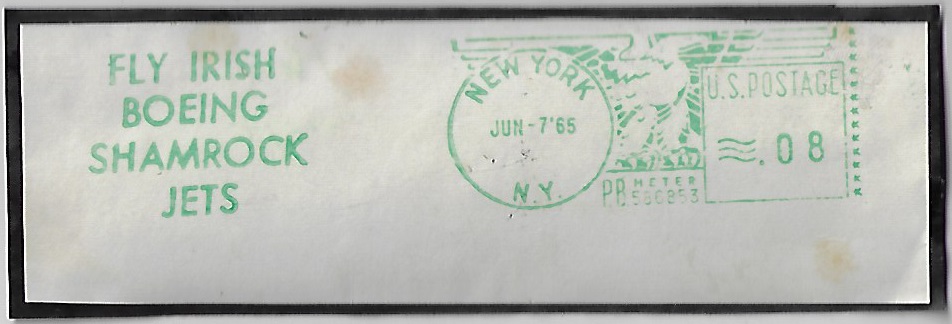 FLY IRISH
BOEING
SHAMROCK
JETS
NEW YORK
JUN-7'65
N.Y.
PB METER
586853
U.S. POSTAGE
.08